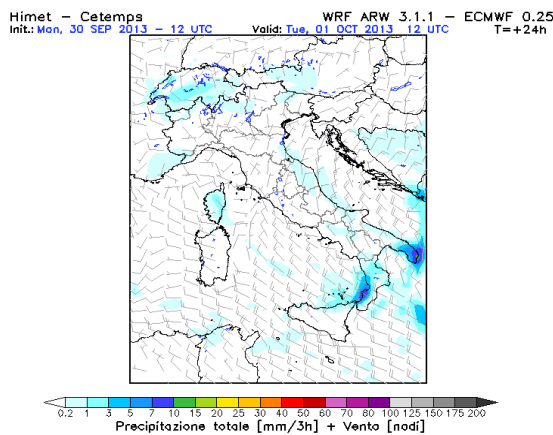 Himet – Cetemps WRF ARW 3.1.1 – ECMWF 0.25
Init.: Mon, 30 SEP 2013 – 12 UTC Valid: Tue, 01 OCT 2013 12 UTC T=+24h
0.2 1 3 5 7 10 15 20 25 30 40 50 60 70 80 100 125 150 175 200
Precipitazione totale [mm/3h] + Vento [nodi]